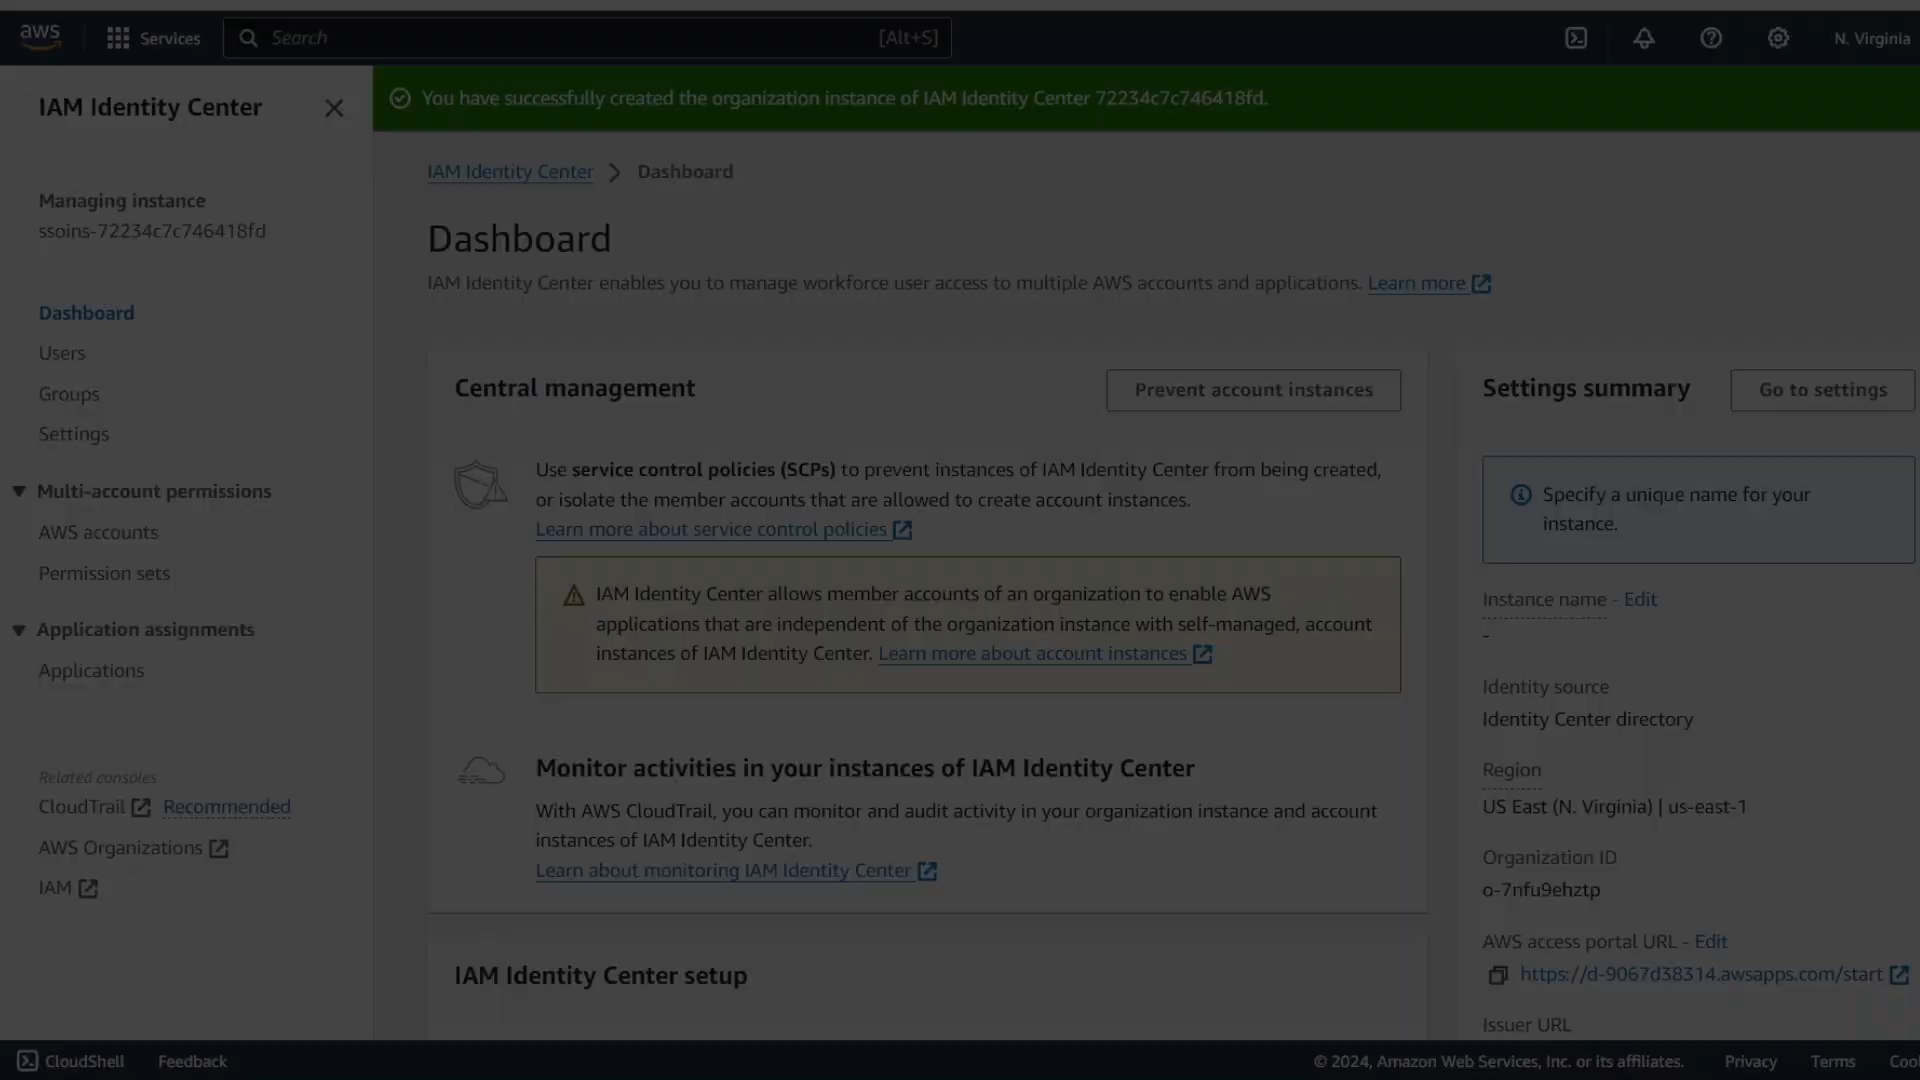 aws
Services
Search
[Alt+S]
N. Virginia
IAM Identity Center
Managing instance
ssoins-72234c7c746418fd
Dashboard
Users
Groups
Settings
Multi-account permissions
AWS accounts
Permission sets
Application assignments
Applications
Related consoles
CloudTrail Recommended
AWS Organizations
IAM
You have successfully created the organization instance of IAM Identity Center 72234c7c746418fd.
IAM Identity Center > Dashboard
Dashboard
IAM Identity Center enables you to manage workforce user access to multiple AWS accounts and applications. Learn more
Central management
Prevent account instances
Use service control policies (SCPs) to prevent instances of IAM Identity Center from being created,
or isolate the member accounts that are allowed to create account instances.
Learn more about service control policies
IAM Identity Center allows member accounts of an organization to enable AWS
applications that are independent of the organization instance with self-managed, account
instances of IAM Identity Center. Learn more about account instances
Monitor activities in your instances of IAM Identity Center
With AWS CloudTrail, you can monitor and audit activity in your organization instance and account
instances of IAM Identity Center.
Learn about monitoring IAM Identity Center
IAM Identity Center setup
Settings summary
Go to settings
Specify a unique name for your
instance.
Instance name - Edit
-
Identity source
Identity Center directory
Region
US East (N. Virginia) | us-east-1
Organization ID
o-7nfu9ehztp
AWS access portal URL - Edit
https://d-9067d38314.awsapps.com/start
Issuer URL
CloudShell
Feedback
© 2024, Amazon Web Services, Inc. or its affiliates.
Privacy
Terms
Coo